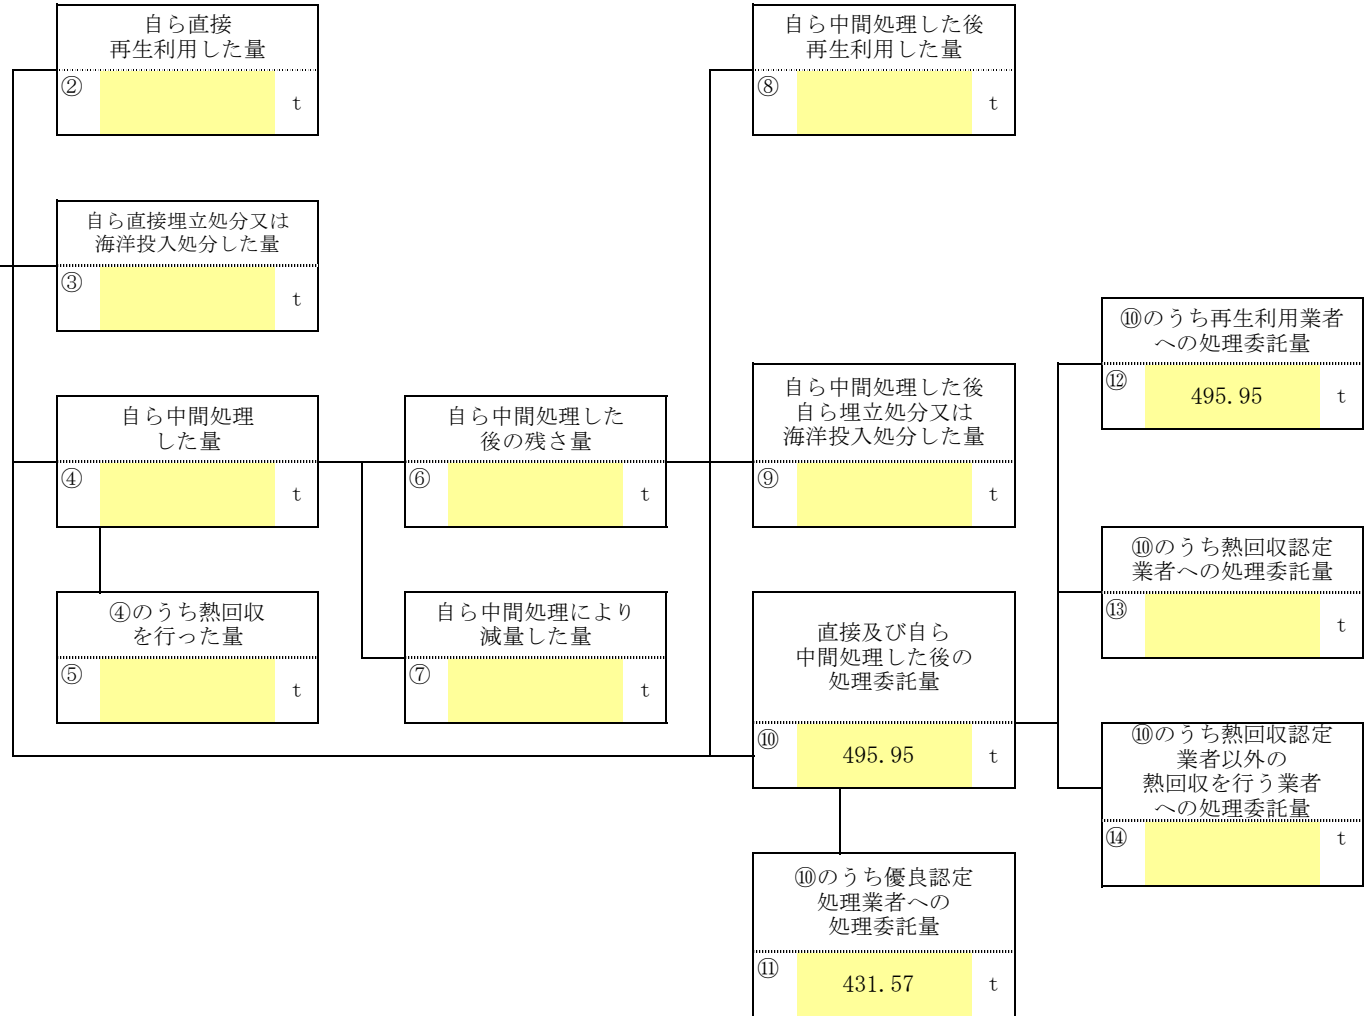 自ら直接
再生利用した量
②
t
自ら直接埋立処分又は
海洋投入処分した量
③
t
自ら中間処理
した量
④
t
④のうち熱回収
を行った量
⑤
t
自ら中間処理した
後の残さ量
⑥
t
自ら中間処理により
減量した量
⑦
t
自ら中間処理した後
再生利用した量
⑧
t
自ら中間処理した後
自ら埋立処分又は
海洋投入処分した量
⑨
t
直接及び自ら
中間処理した後の
処理委託量
⑩ 495.95 t
⑩のうち優良認定
処理業者への
処理委託量
⑪ 431.57 t
⑩のうち再生利用業者
への処理委託量
⑫ 495.95 t
⑩のうち熱回収認定
業者への処理委託量
⑬
t
⑩のうち熱回収認定
業者以外の
熱回収を行う業者
への処理委託量
⑭
t